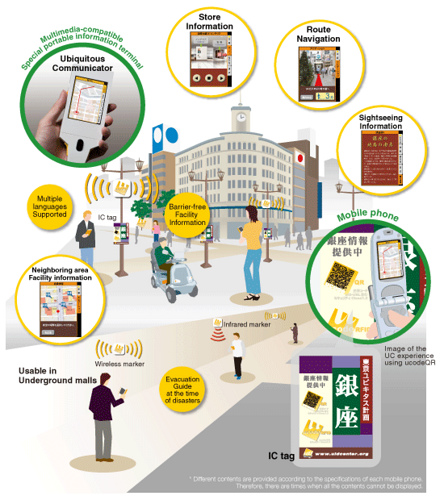 Multimedia-compatible
Special portable information terminal
Ubiquitous
Communicator
Store
Information
Route
Navigation
Sightseeing
Information
Multiple
languages
Supported
IC tag
Barrier-free
Facility
Information
Mobile phone
銀座情報
提供中
QR
銀座
Neighboring area
Facility information
Image of the
UC experience
using ucodeQR
Infrared marker
Wireless marker
Usable in
Underground malls
Evacuation
Guide
at the time
of disasters
銀座情報
提供中
銀座
東京ユビキタス計画
www.uidcenter.org
IC tag
* Different contents are provided according to the specifications of each mobile phone.
Therefore, there are times when all the contents cannot be displayed.